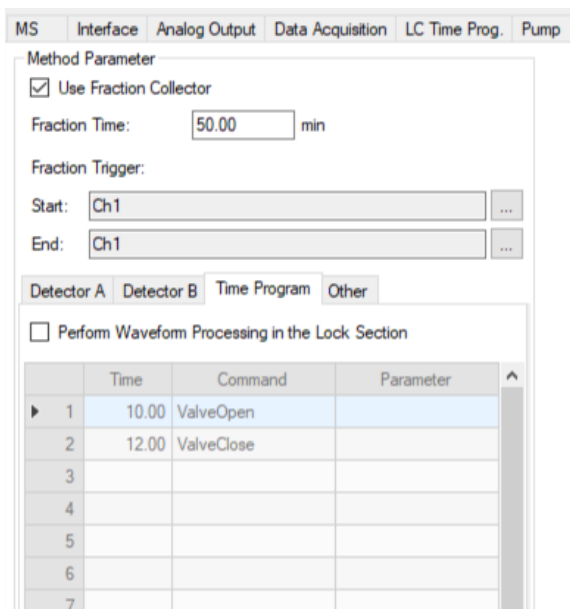 MS Interface Analog Output Data Acquisition LC Time Prog. Pump
Method Parameter
Use Fraction Collector
Fraction Time: 50.00 min
Fraction Trigger:
Start: Ch1 ...
End: Ch1 ...
Detector A Detector B Time Program Other
Perform Waveform Processing in the Lock Section
Time Command Parameter
1 10.00 ValveOpen
2 12.00 ValveClose
3
4
5
6
7